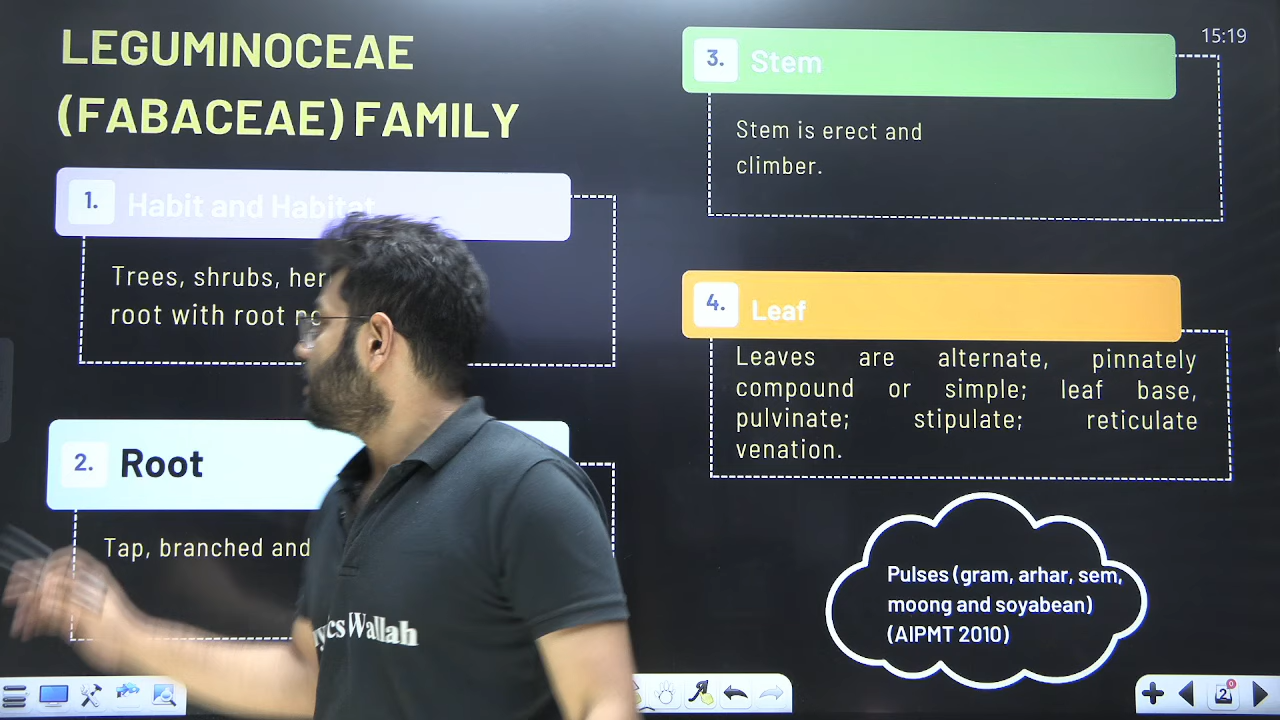 LEGUMINOCEAE
(FABACEAE) FAMILY
1. Habit and Habitat
Trees, shrubs,
root with root
2. Root
Tap, branched and
3. Stem
Stem is erect and
climber.
4. Leaf
Leaves are alternate, pinnately
compound or simple; leaf base,
pulvinate; stipulate; reticulate
venation.
Pulses (gram, arhar, sem,
moong and soyabean)
(AIPMT 2010)
15:19
Wallah
2